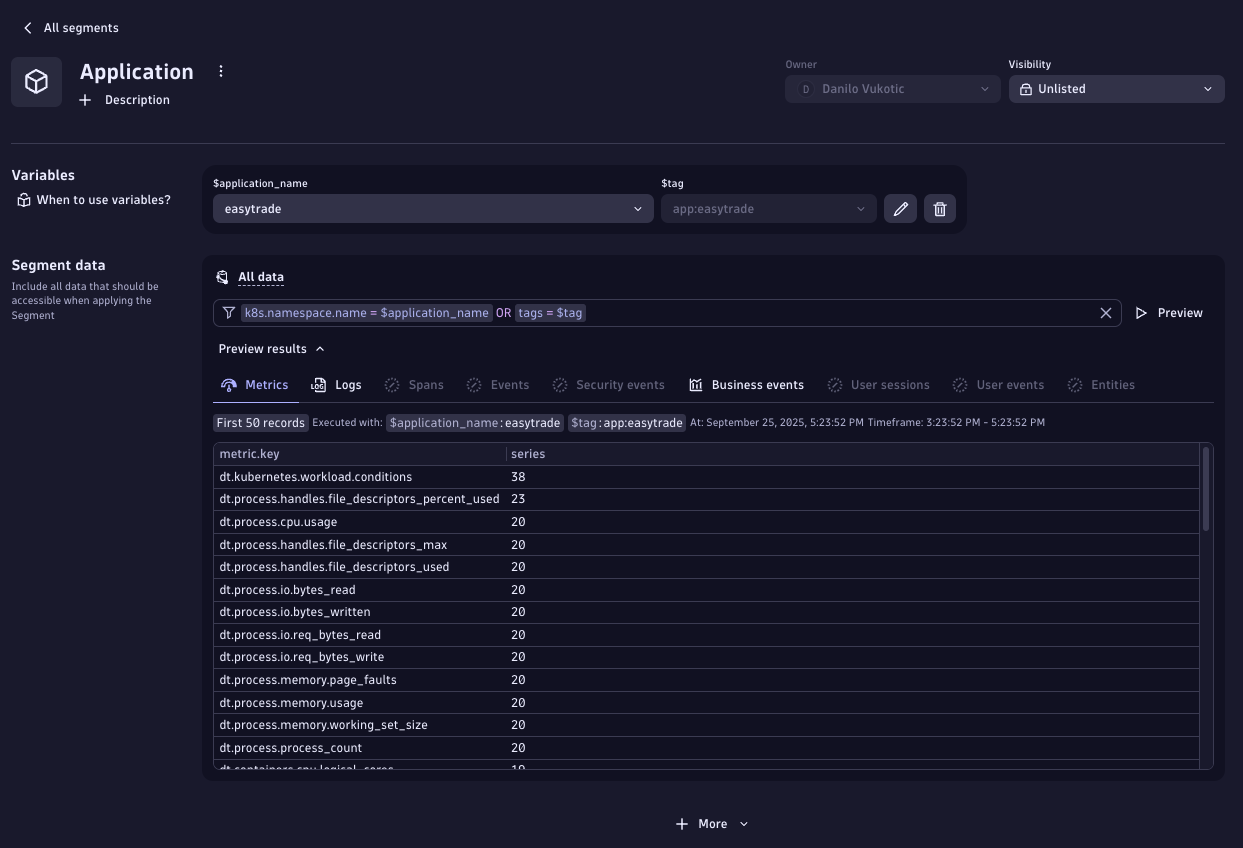 All segments
Application
Description
Owner
D Danilo Vukotic
Visibility
Unlisted
Variables
When to use variables?
$application_name
easytrade
$tag
app:easytrade
Segment data
Include all data that should be
accessible when applying the
Segment
All data
k8s.namespace.name = $application_name OR tags = $tag
Preview
Preview results
Metrics LOG Logs Spans Events Security events Business events User sessions User events Entities
First 50 records Executed with: $application_name:easytrade $tag:app:easytrade At: September 25, 2025, 5:23:52 PM Timeframe: 3:23:52 PM - 5:23:52 PM
metric.key series
dt.kubernetes.workload.conditions 38
dt.process.handles.file_descriptors_percent_used 23
dt.process.cpu.usage 20
dt.process.handles.file_descriptors_max 20
dt.process.handles.file_descriptors_used 20
dt.process.io.bytes_read 20
dt.process.io.bytes_written 20
dt.process.io.req_bytes_read 20
dt.process.io.req_bytes_write 20
dt.process.memory.page_faults 20
dt.process.memory.usage 20
dt.process.memory.working_set_size 20
dt.process.process_count 20
dt.containers.cpu.logical_cores 19
More